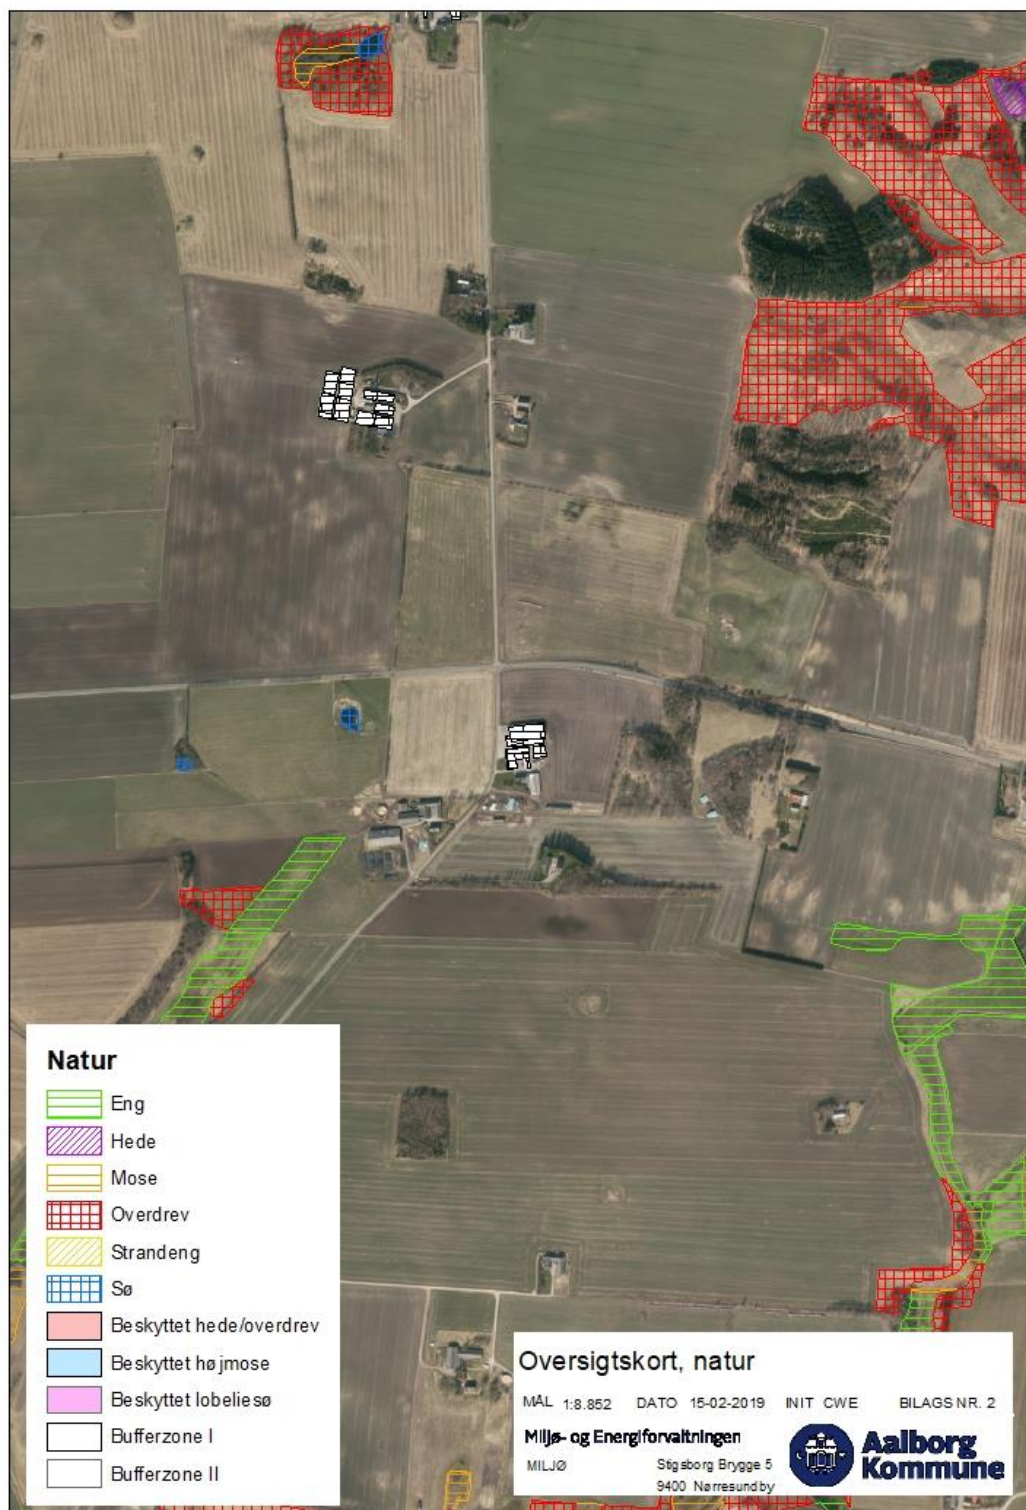 Natur
Eng
Hede
Mose
Overdrev
Strandeng
Sø
Beskyttet hede/overdrev
Beskyttet højmose
Beskyttet lobeliesø
Bufferzone I
Bufferzone II
Oversigtskort, natur
MÅL 1:8.852 DATO 15-02-2019 INIT CWE BILAGS NR. 2
Miljø- og Energiforvaltningen
MILJØ Stigsborg Brygge 5
9400 Nørresundby
Aalborg
Kommune